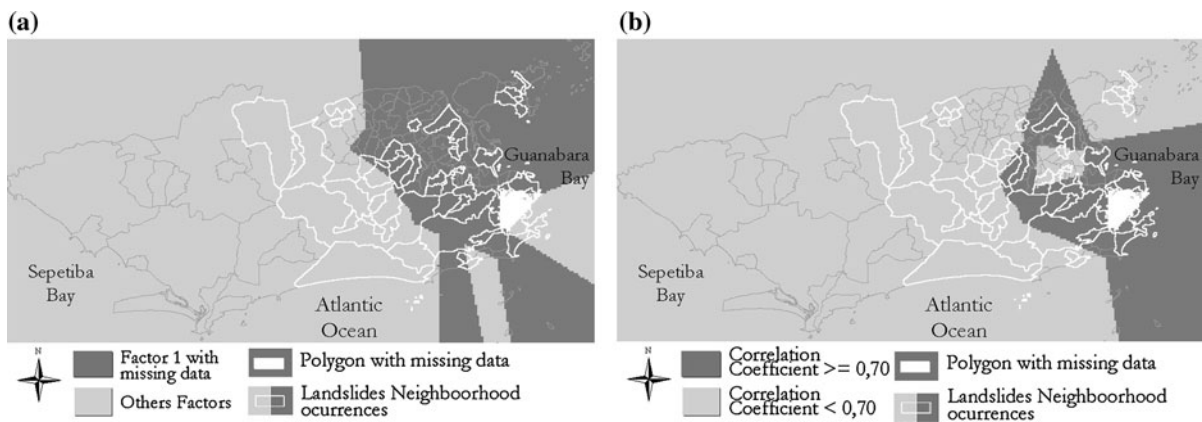 (a)
Guanabara
Bay
Sepetiba
Bay
Atlantic
Ocean
N
Factor 1 with
missing data
Others Factors
Polygon with missing data
Landslides Neighboorhood
ocurrences
(b)
Guanabara
Bay
Sepetiba
Bay
Atlantic
Ocean
N
Correlation
Coefficient >= 0,70
Correlation
Coefficient < 0,70
Polygon with missing data
Landslides Neighboorhood
ocurrences